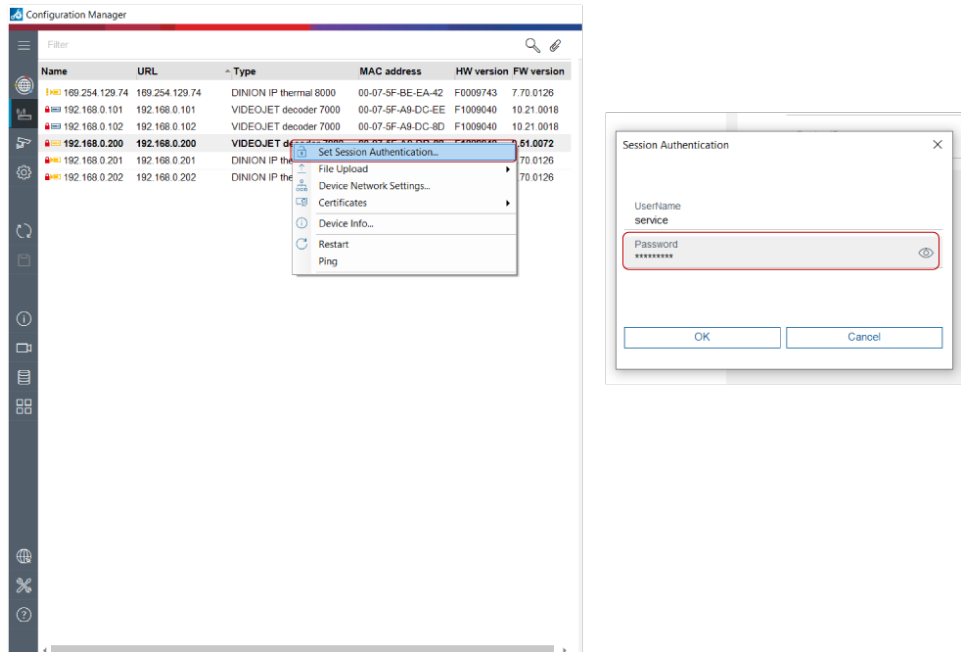 Configuration Manager
Filter
Name URL Type MAC address HW version FW version
169.254.129.74 169.254.129.74 DINION IP thermal 8000 00-07-5F-BE-EA-42 F0009743 7.70.0126
192.168.0.101 192.168.0.101 VIDEOJET decoder 7000 00-07-5F-A9-DC-EE F1009040 10.21.0018
192.168.0.102 192.168.0.102 VIDEOJET decoder 7000 00-07-5F-A9-DC-8D F1009040 10.21.0018
192.168.0.200 192.168.0.200 VIDEOJET .51.0072
192.168.0.201 192.168.0.201 DINION IP the 70.0126
192.168.0.202 192.168.0.202 DINION IP the 70.0126
Set Session Authentication...
File Upload
Device Network Settings...
Certificates
Device Info...
Restart
Ping
Session Authentication
UserName
service
Password
*********
OK Cancel